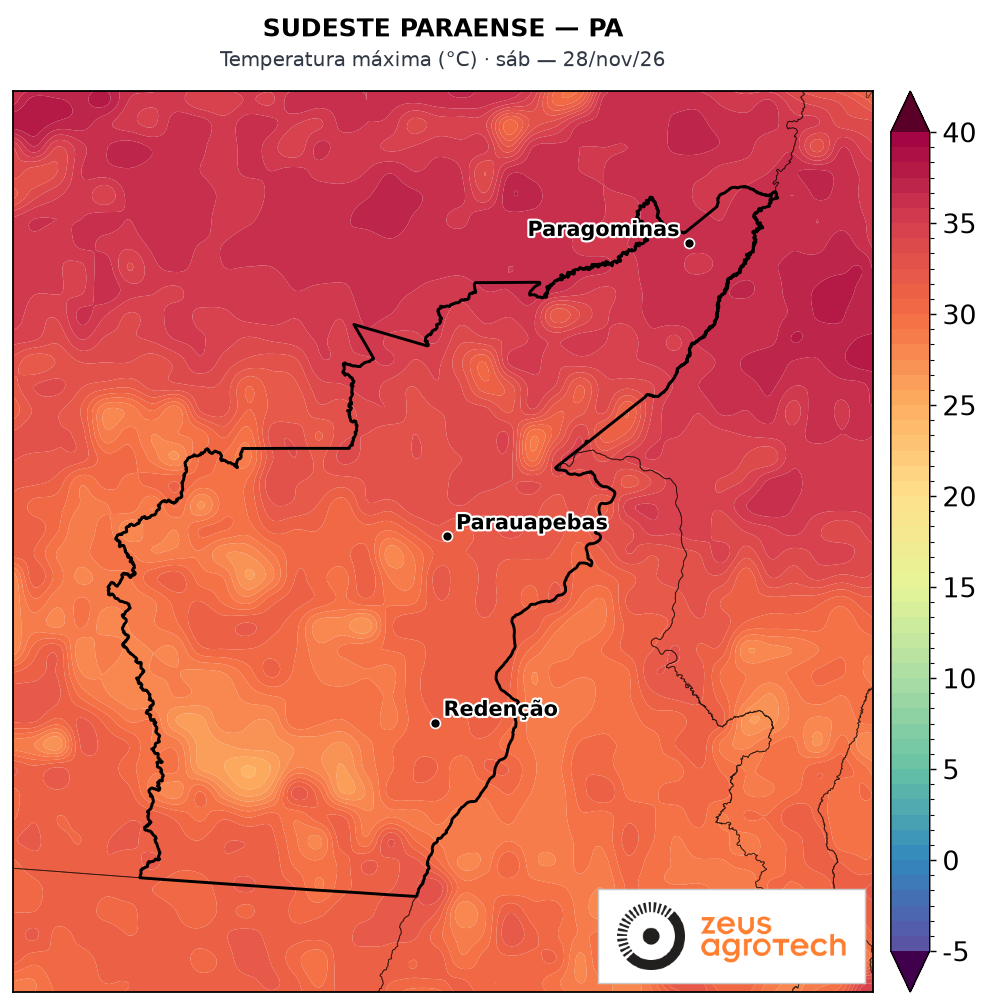 SUDESTE PARAENSE — PA
Temperatura máxima (°C) · sáb — 28/nov/26
Paragominas
Parauapebas
Redenção
40
35
30
25
20
15
10
5
0
-5
zeus
agrotech